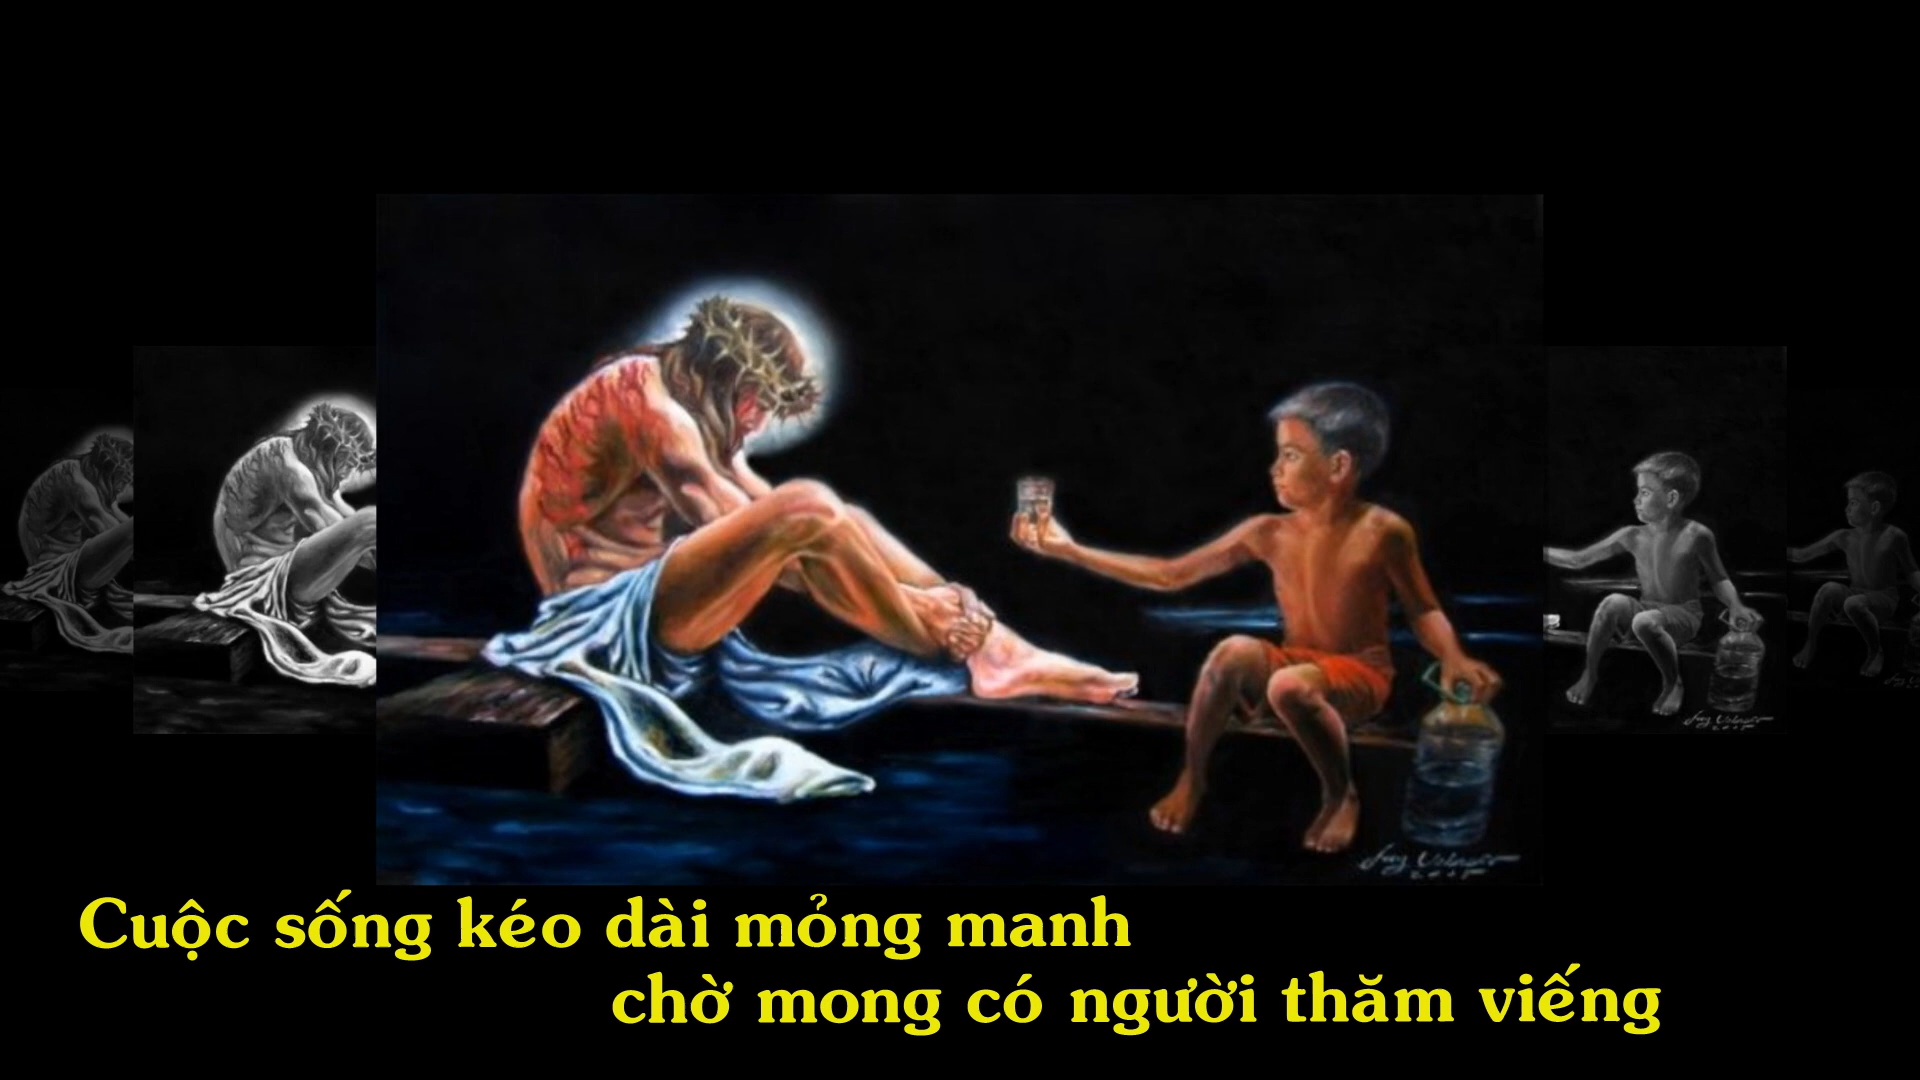 Cuộc sống kéo dài mỏng manh
chờ mong có người thăm viếng